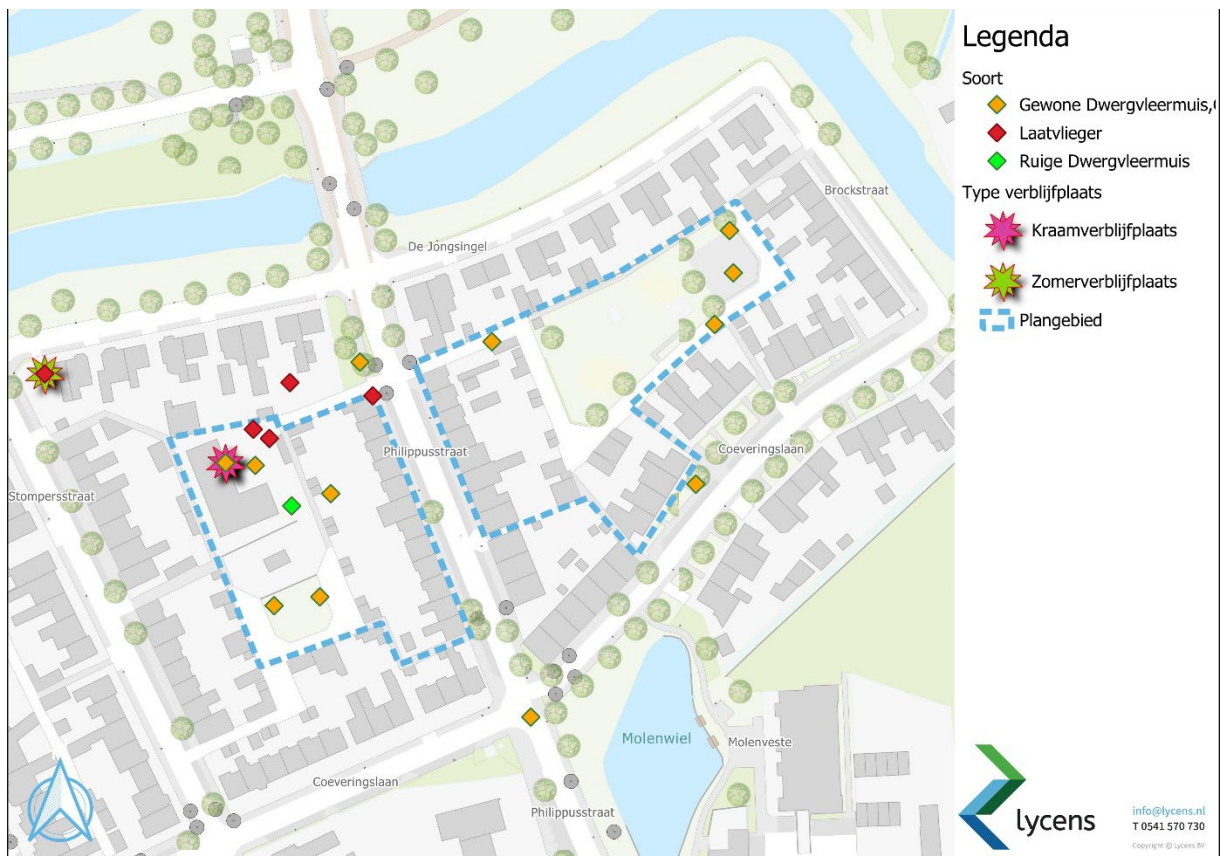 Legenda
Soort
Gewone Dwergvleermuis,
Laatvlieger
Ruige Dwergvleermuis
Type verblijfplaats
Kraamverblijfplaats
Zomerverblijfplaats
Plangebied
Brockstraat
De Jongsingel
Philippusstraat
Coeveringslaan
Stompersstraat
Molenwiel
Molenveste
Coeveringslaan
Philippusstraat
lycens
info@lycens.nl
T 0541 570 730
Copyright © Lycens BV